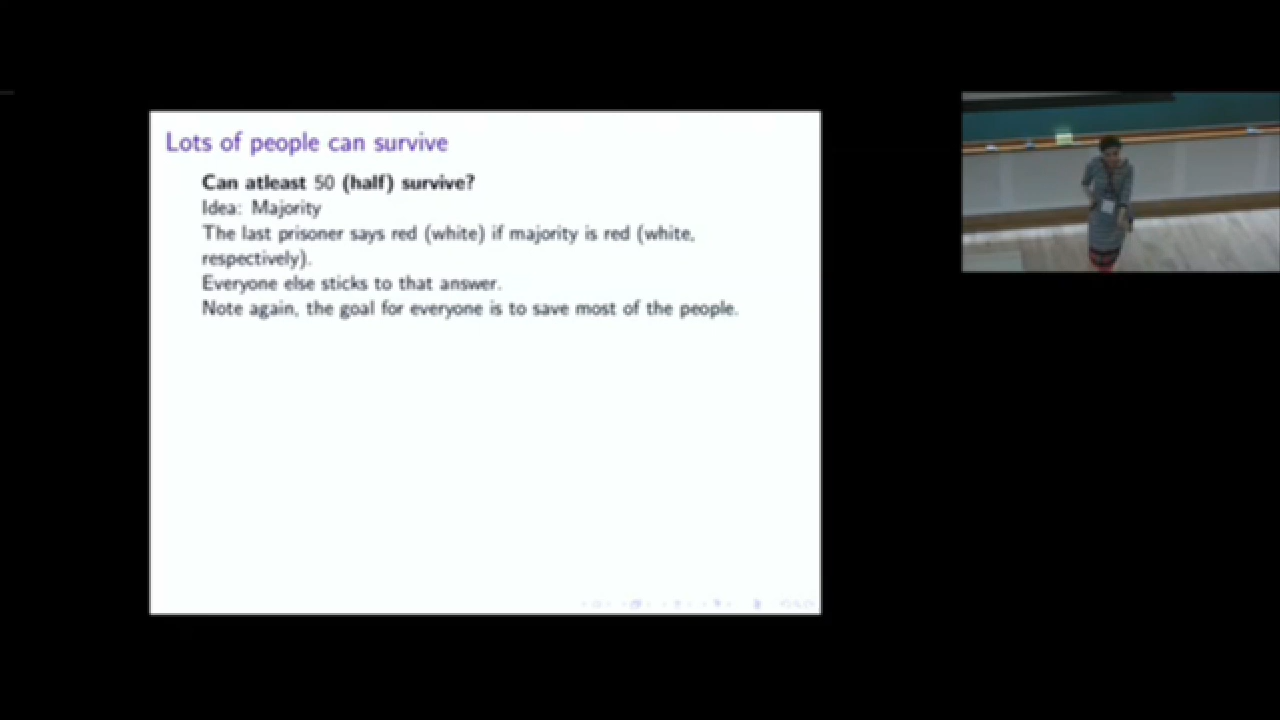 Lots of people can survive
Can atleast 50 (half) survive?
Idea: Majority
The last prisoner says red (white) if majority is red (white,
respectively).
Everyone else sticks to that answer.
Note again, the goal for everyone is to save most of the people.